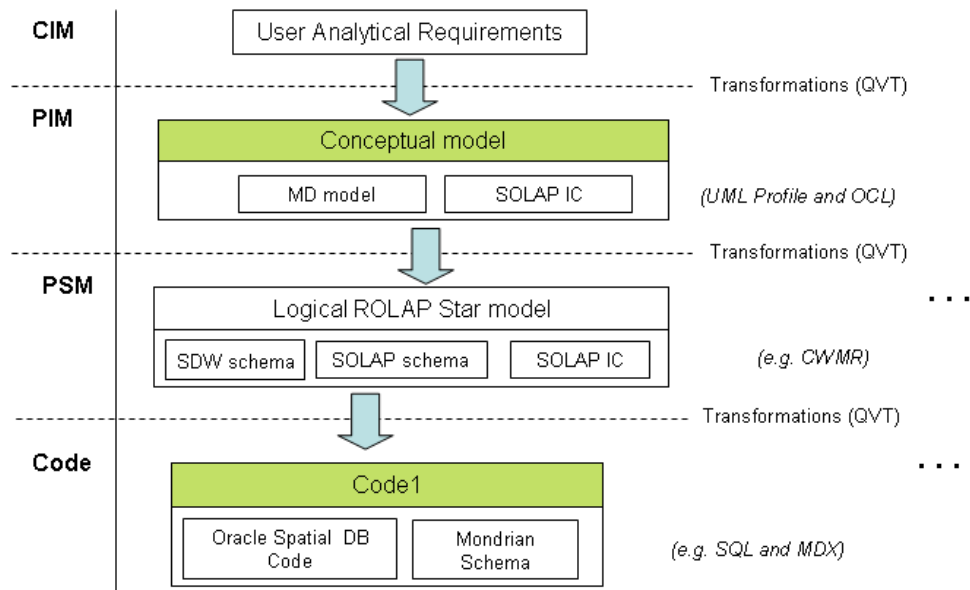 CIM
User Analytical Requirements
Transformations (QVT)
PIM
Conceptual model
MD model
SOLAP IC
(UML Profile and OCL)
Transformations (QVT)
PSM
Logical ROLAP Star model
. . .
SDW schema
SOLAP schema
SOLAP IC
(e.g. CWMR)
Transformations (QVT)
Code
. . .
Code1
Oracle Spatial DB
Code
Mondrian
Schema
(e.g. SQL and MDX)